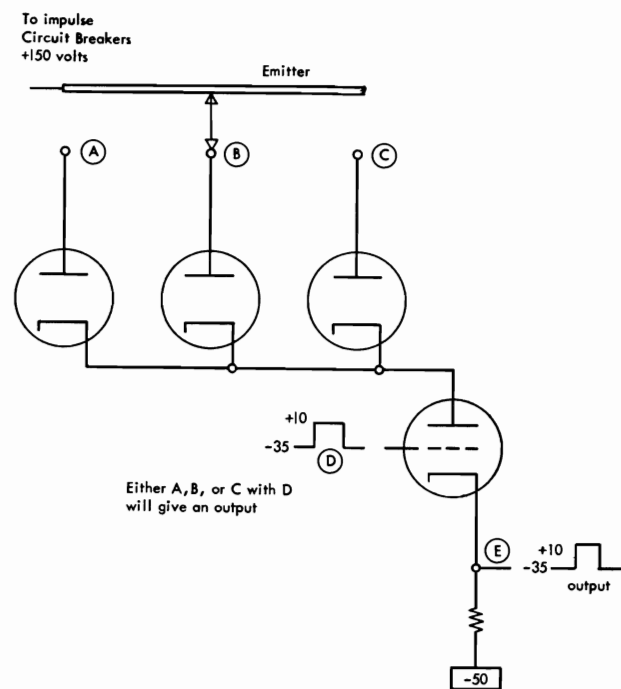 To impulse
Circuit Breakers
+150 volts
Emitter
A
B
C
+10
-35
D
Either A,B, or C with D
will give an output
E
+10
-35
output
-50